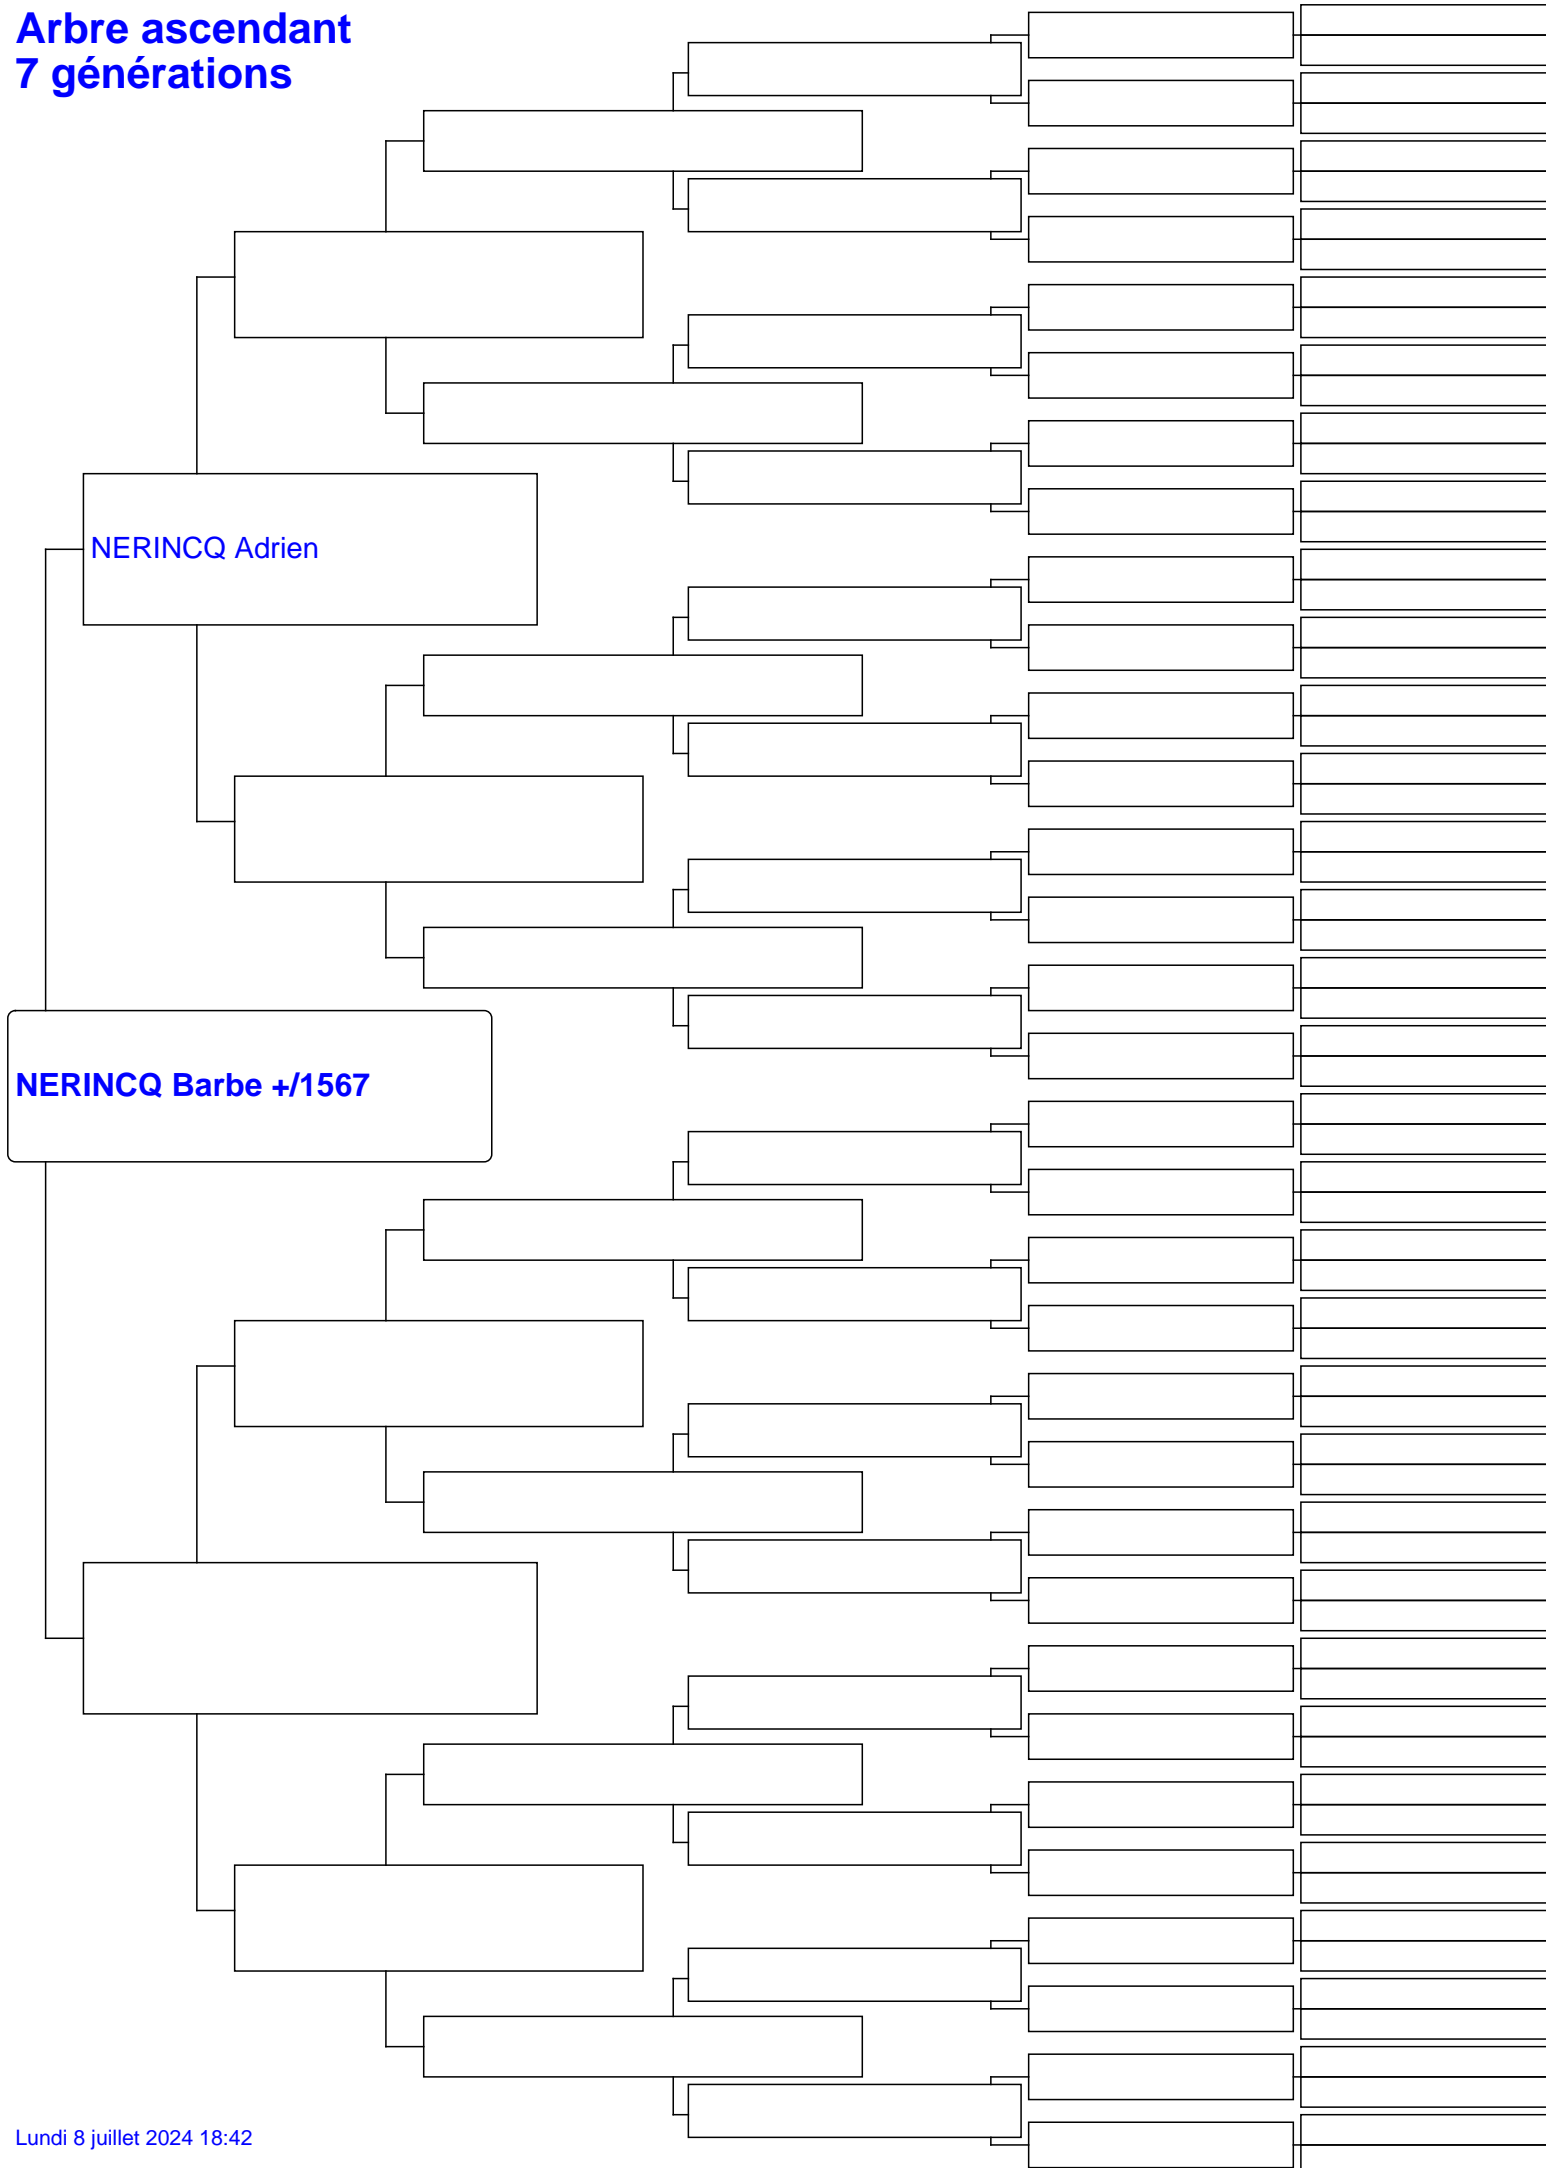 Arbre ascendant
7 générations
NERINCQ Adrien
NERINCQ Barbe +/1567
Lundi 8 juillet 2024 18:42